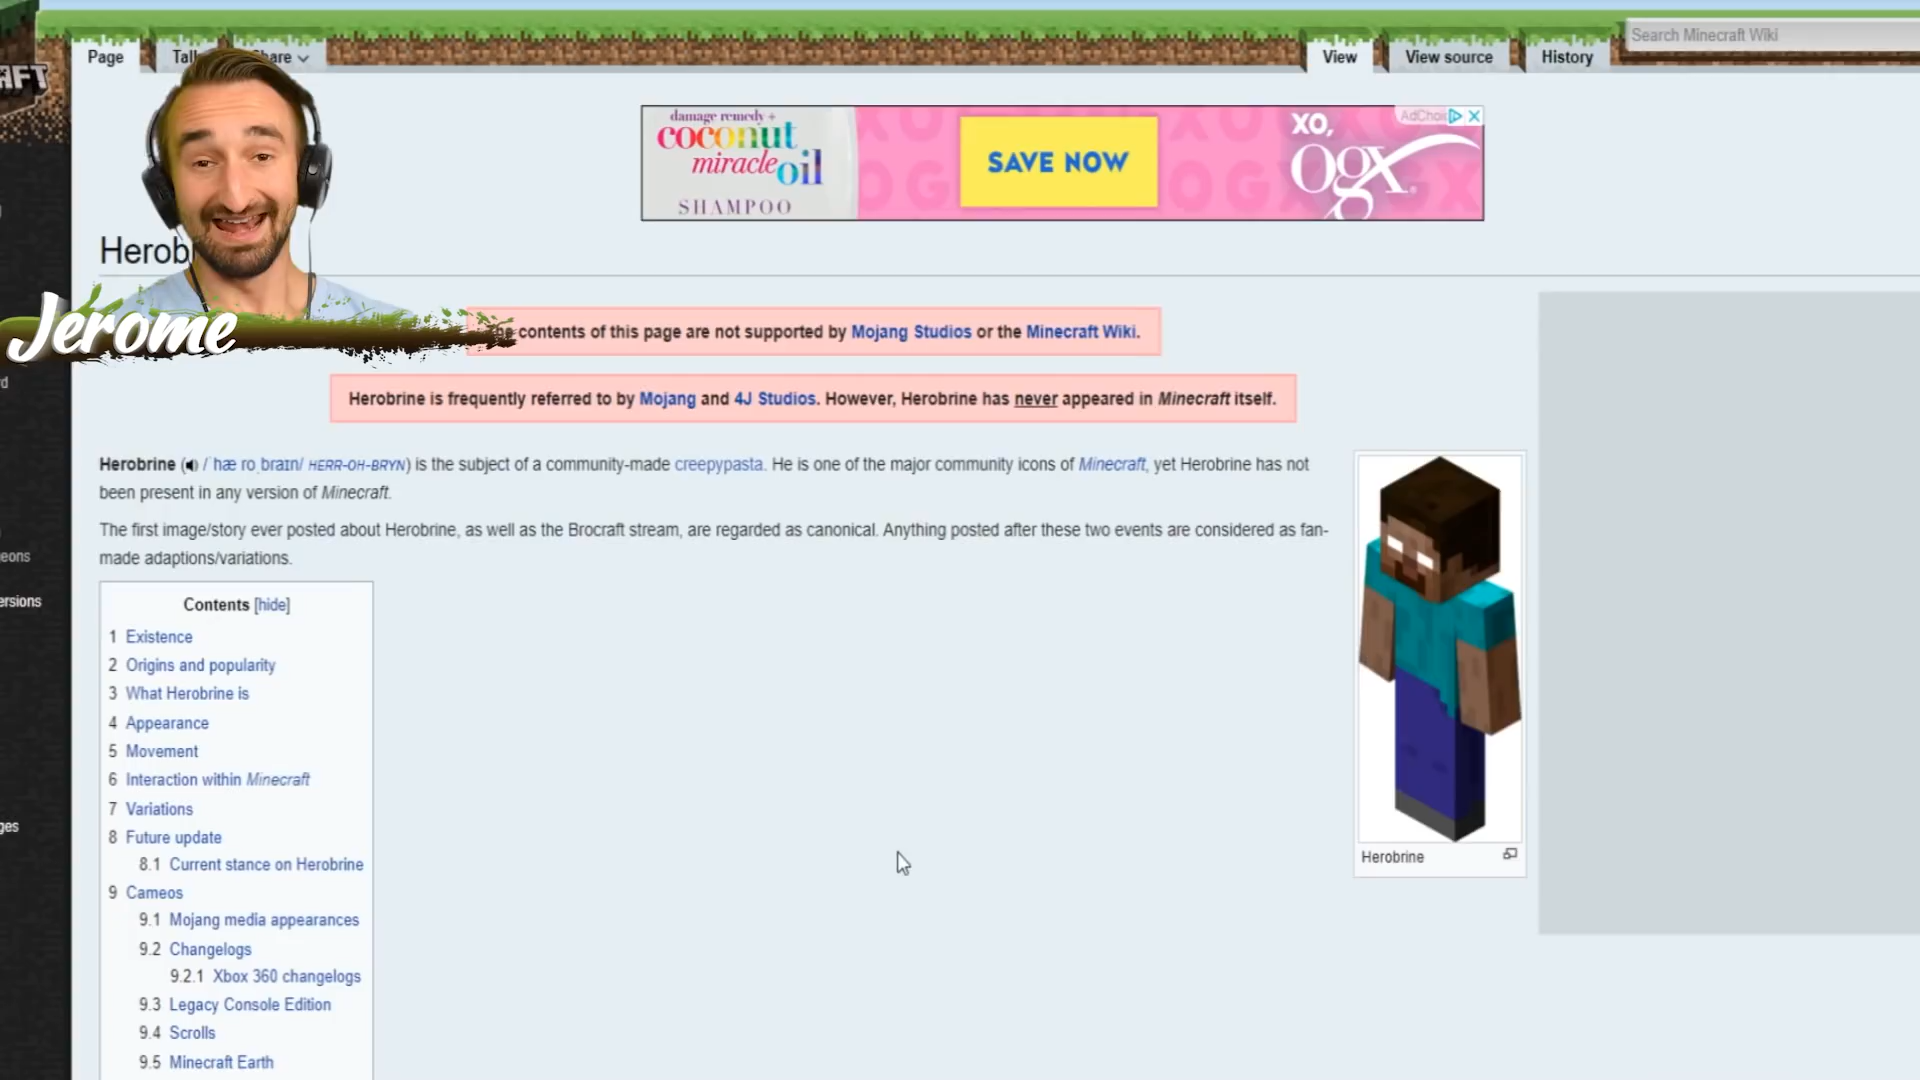 AFT
Page
View
View source
History
Search Minecraft Wiki
damage remedy +
coconut
miracle oil
SHAMPOO
SAVE NOW
XO,
ogx
Herob
Jerome
contents of this page are not supported by Mojang Studios or the Minecraft Wiki.
Herobrine is frequently referred to by Mojang and 4J Studios. However, Herobrine has never appeared in Minecraft itself.
Herobrine (/ˈhæ roˌbraɪn/ HERR-OH-BRYN) is the subject of a community-made creepypasta. He is one of the major community icons of Minecraft, yet Herobrine has not
been present in any version of Minecraft.
The first image/story ever posted about Herobrine, as well as the Brocraft stream, are regarded as canonical. Anything posted after these two events are considered as fan-
made adaptions/variations.
Contents [hide]
1 Existence
2 Origins and popularity
3 What Herobrine is
4 Appearance
5 Movement
6 Interaction within Minecraft
7 Variations
8 Future update
8.1 Current stance on Herobrine
9 Cameos
9.1 Mojang media appearances
9.2 Changelogs
9.2.1 Xbox 360 changelogs
9.3 Legacy Console Edition
9.4 Scrolls
9.5 Minecraft Earth
Herobrine
eons
ersions
ges